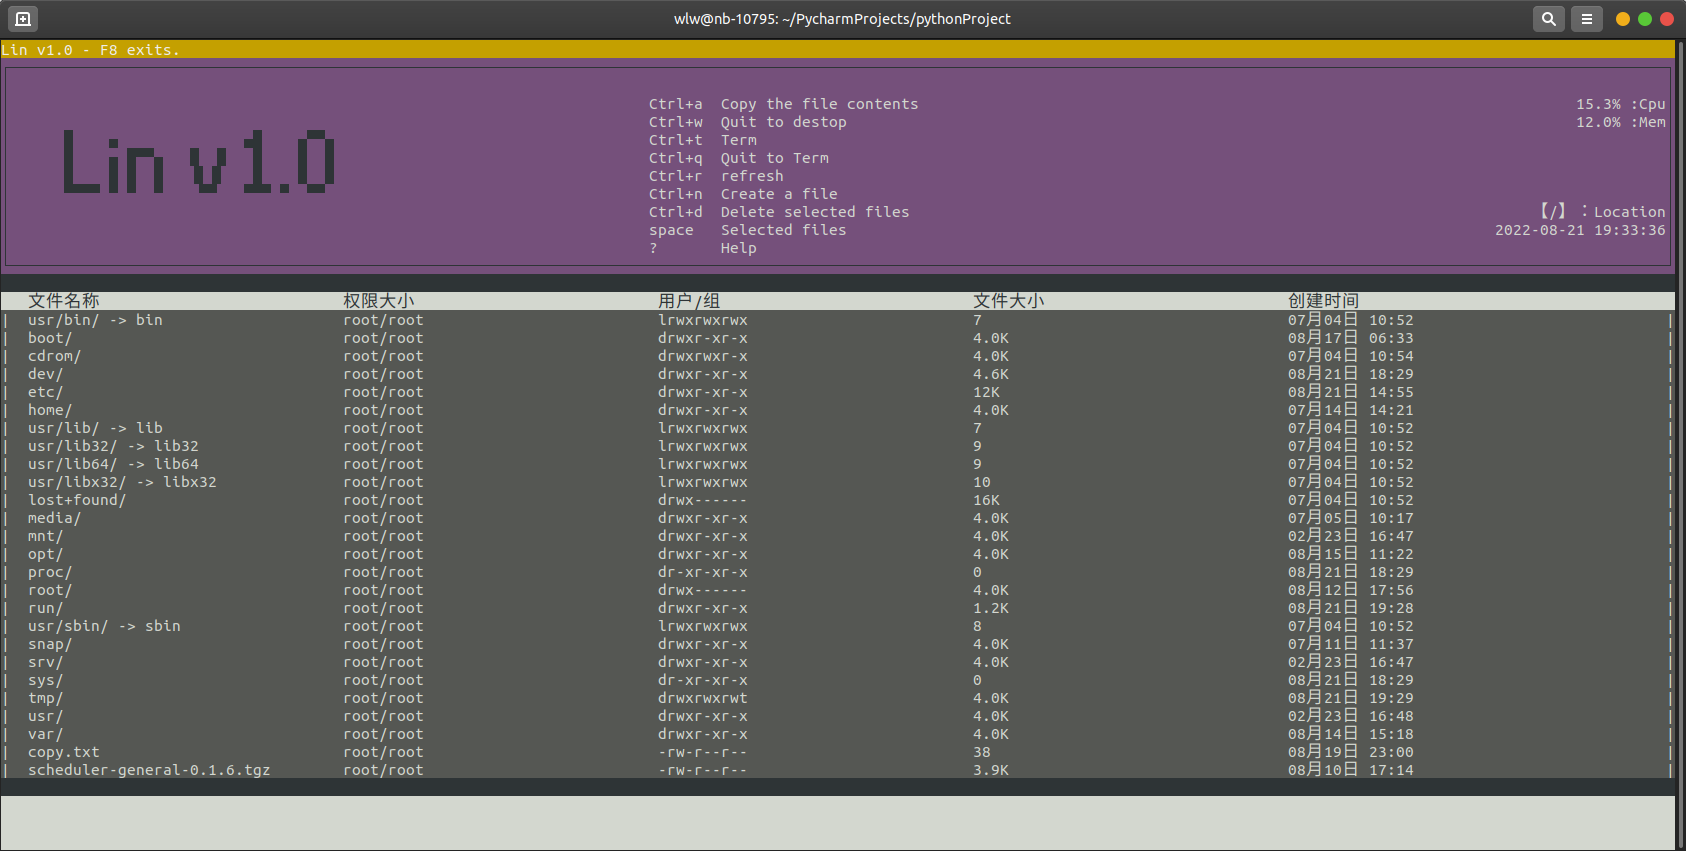 wlw@nb-10795: ~/PycharmProjects/pythonProject
Lin v1.0 - F8 exits.
Lin v1.0
Ctrl+a Copy the file contents 15.3% :Cpu
Ctrl+w Quit to destop 12.0% :Mem
Ctrl+t Term
Ctrl+q Quit to Term
Ctrl+r refresh
Ctrl+n Create a file
Ctrl+d Delete selected files 【/】：Location
space Selected files 2022-08-21 19:33:36
? Help
文件名称 权限大小 用户/组 文件大小 创建时间
| usr/bin/ -> bin root/root lrwxrwxrwx 7 07月04日 10:52 |
| boot/ root/root drwxr-xr-x 4.0K 08月17日 06:33 |
| cdrom/ root/root drwxrwxr-x 4.0K 07月04日 10:54 |
| dev/ root/root drwxr-xr-x 4.6K 08月21日 18:29 |
| etc/ root/root drwxr-xr-x 12K 08月21日 14:55 |
| home/ root/root drwxr-xr-x 4.0K 07月14日 14:21 |
| usr/lib/ -> lib root/root lrwxrwxrwx 7 07月04日 10:52 |
| usr/lib32/ -> lib32 root/root lrwxrwxrwx 9 07月04日 10:52 |
| usr/lib64/ -> lib64 root/root lrwxrwxrwx 9 07月04日 10:52 |
| usr/libx32/ -> libx32 root/root lrwxrwxrwx 10 07月04日 10:52 |
| lost+found/ root/root drwx------ 16K 07月04日 10:52 |
| media/ root/root drwxr-xr-x 4.0K 07月05日 10:17 |
| mnt/ root/root drwxr-xr-x 4.0K 02月23日 16:47 |
| opt/ root/root drwxr-xr-x 4.0K 08月15日 11:22 |
| proc/ root/root dr-xr-xr-x 0 08月21日 18:29 |
| root/ root/root drwx------ 4.0K 08月12日 17:56 |
| run/ root/root drwxr-xr-x 1.2K 08月21日 19:28 |
| usr/sbin/ -> sbin root/root lrwxrwxrwx 8 07月04日 10:52 |
| snap/ root/root drwxr-xr-x 4.0K 07月11日 11:37 |
| srv/ root/root drwxr-xr-x 4.0K 02月23日 16:47 |
| sys/ root/root dr-xr-xr-x 0 08月21日 18:29 |
| tmp/ root/root drwxrwxrwt 4.0K 08月21日 19:29 |
| usr/ root/root drwxr-xr-x 4.0K 02月23日 16:48 |
| var/ root/root drwxr-xr-x 4.0K 08月14日 15:18 |
| copy.txt root/root -rw-r--r-- 38 08月19日 23:00 |
| scheduler-general-0.1.6.tgz root/root -rw-r--r-- 3.9K 08月10日 17:14 |